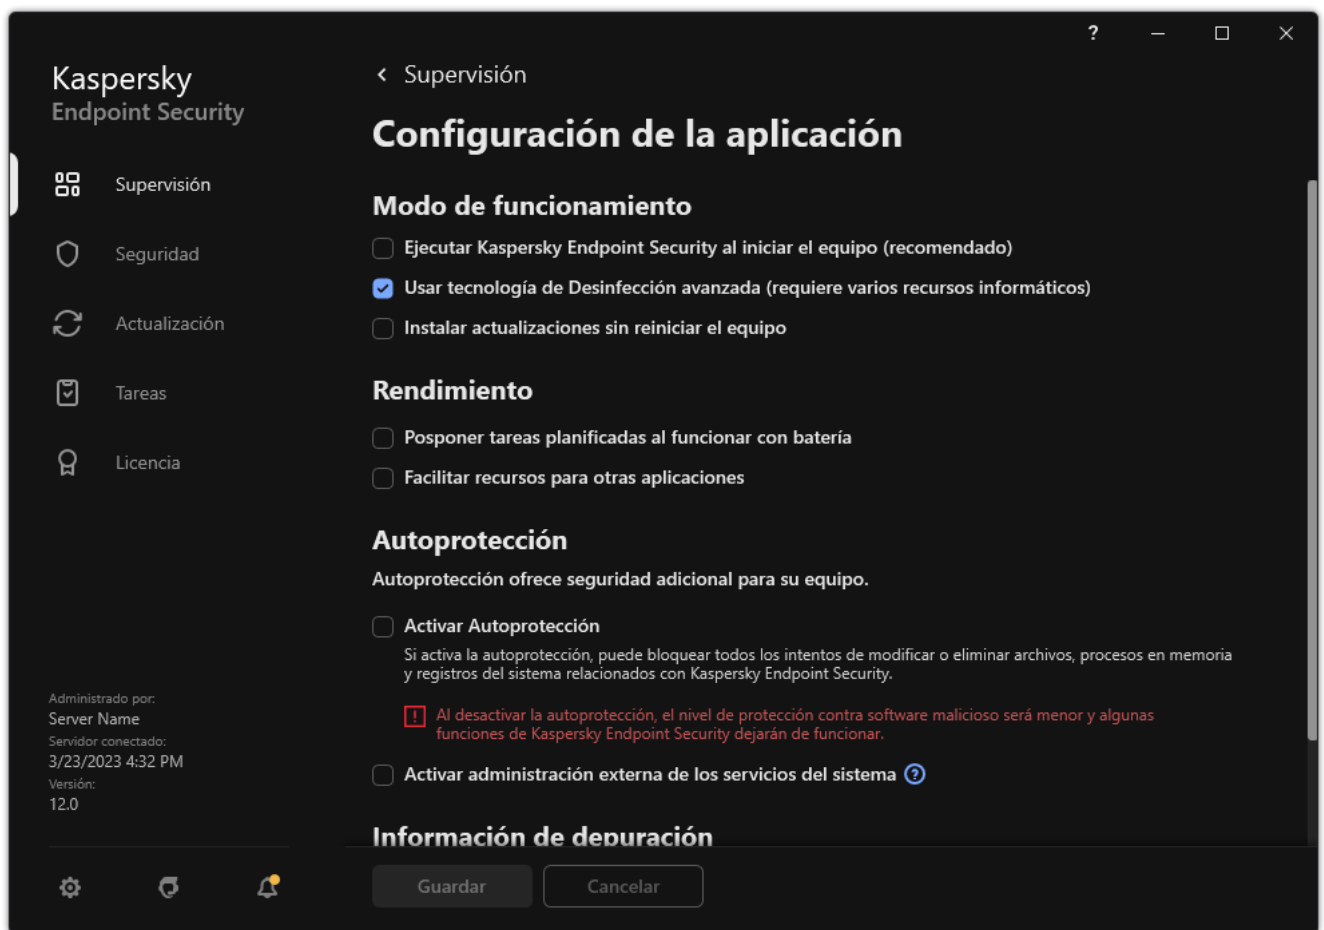 Kaspersky
Endpoint Security
Supervisión
Seguridad
Actualización
Tareas
Licencia
Administrado por:
Server Name
Servidor conectado:
3/23/2023 4:32 PM
Versión:
12.0
?
Supervisión
Configuración de la aplicación
Modo de funcionamiento
Ejecutar Kaspersky Endpoint Security al iniciar el equipo (recomendado)
Usar tecnología de Desinfección avanzada (requiere varios recursos informáticos)
Instalar actualizaciones sin reiniciar el equipo
Rendimiento
Posponer tareas planificadas al funcionar con batería
Facilitar recursos para otras aplicaciones
Autoprotección
Autoprotección ofrece seguridad adicional para su equipo.
Activar Autoprotección
Si activa la autoprotección, puede bloquear todos los intentos de modificar o eliminar archivos, procesos en memoria
y registros del sistema relacionados con Kaspersky Endpoint Security.
Al desactivar la autoprotección, el nivel de protección contra software malicioso será menor y algunas
funciones de Kaspersky Endpoint Security dejarán de funcionar.
Activar administración externa de los servicios del sistema ?
Información de depuración
Guardar
Cancelar